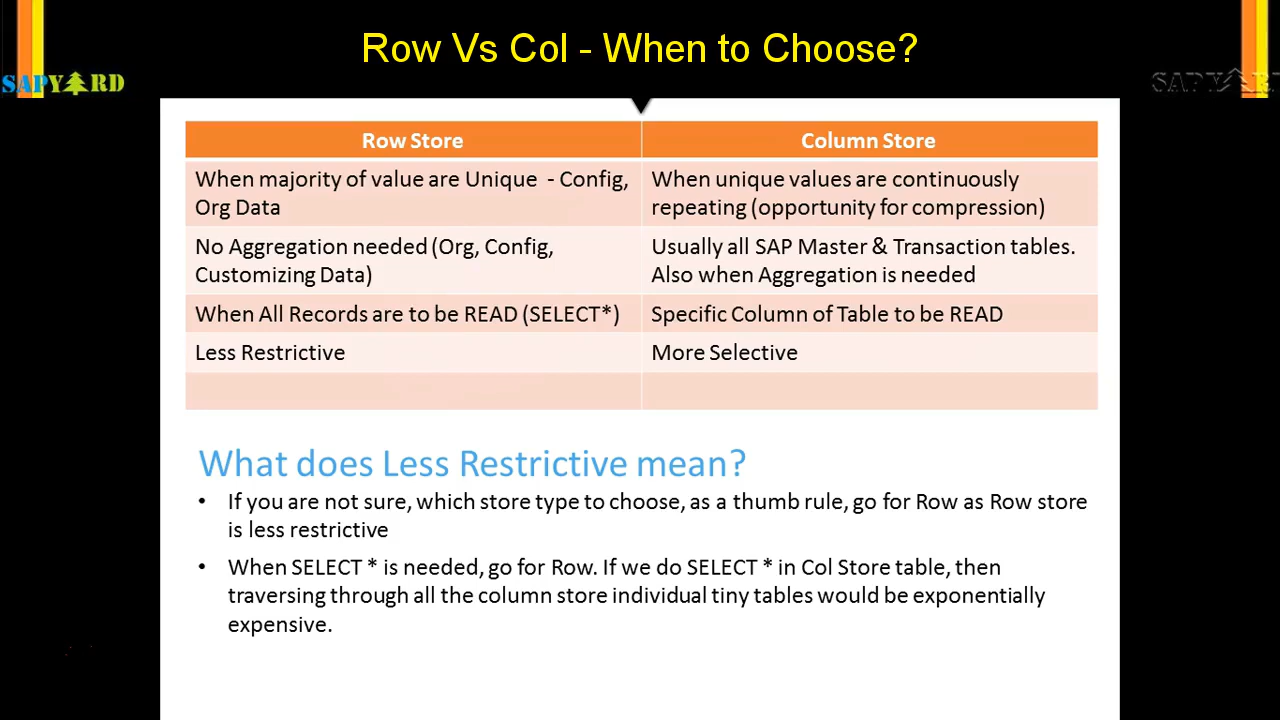 Row Vs Col - When to Choose?
SAPYARD
SAPYARD
Row Store
Column Store
When majority of value are Unique  - Config,
Org Data
When unique values are continuously
repeating (opportunity for compression)
No Aggregation needed (Org, Config,
Customizing Data)
Usually all SAP Master & Transaction tables.
Also when Aggregation is needed
When All Records are to be READ (SELECT*)
Specific Column of Table to be READ
Less Restrictive
More Selective
What does Less Restrictive mean?
• If you are not sure, which store type to choose, as a thumb rule, go for Row as Row store
is less restrictive
• When SELECT * is needed, go for Row. If we do SELECT * in Col Store table, then
traversing through all the column store individual tiny tables would be exponentially
expensive.